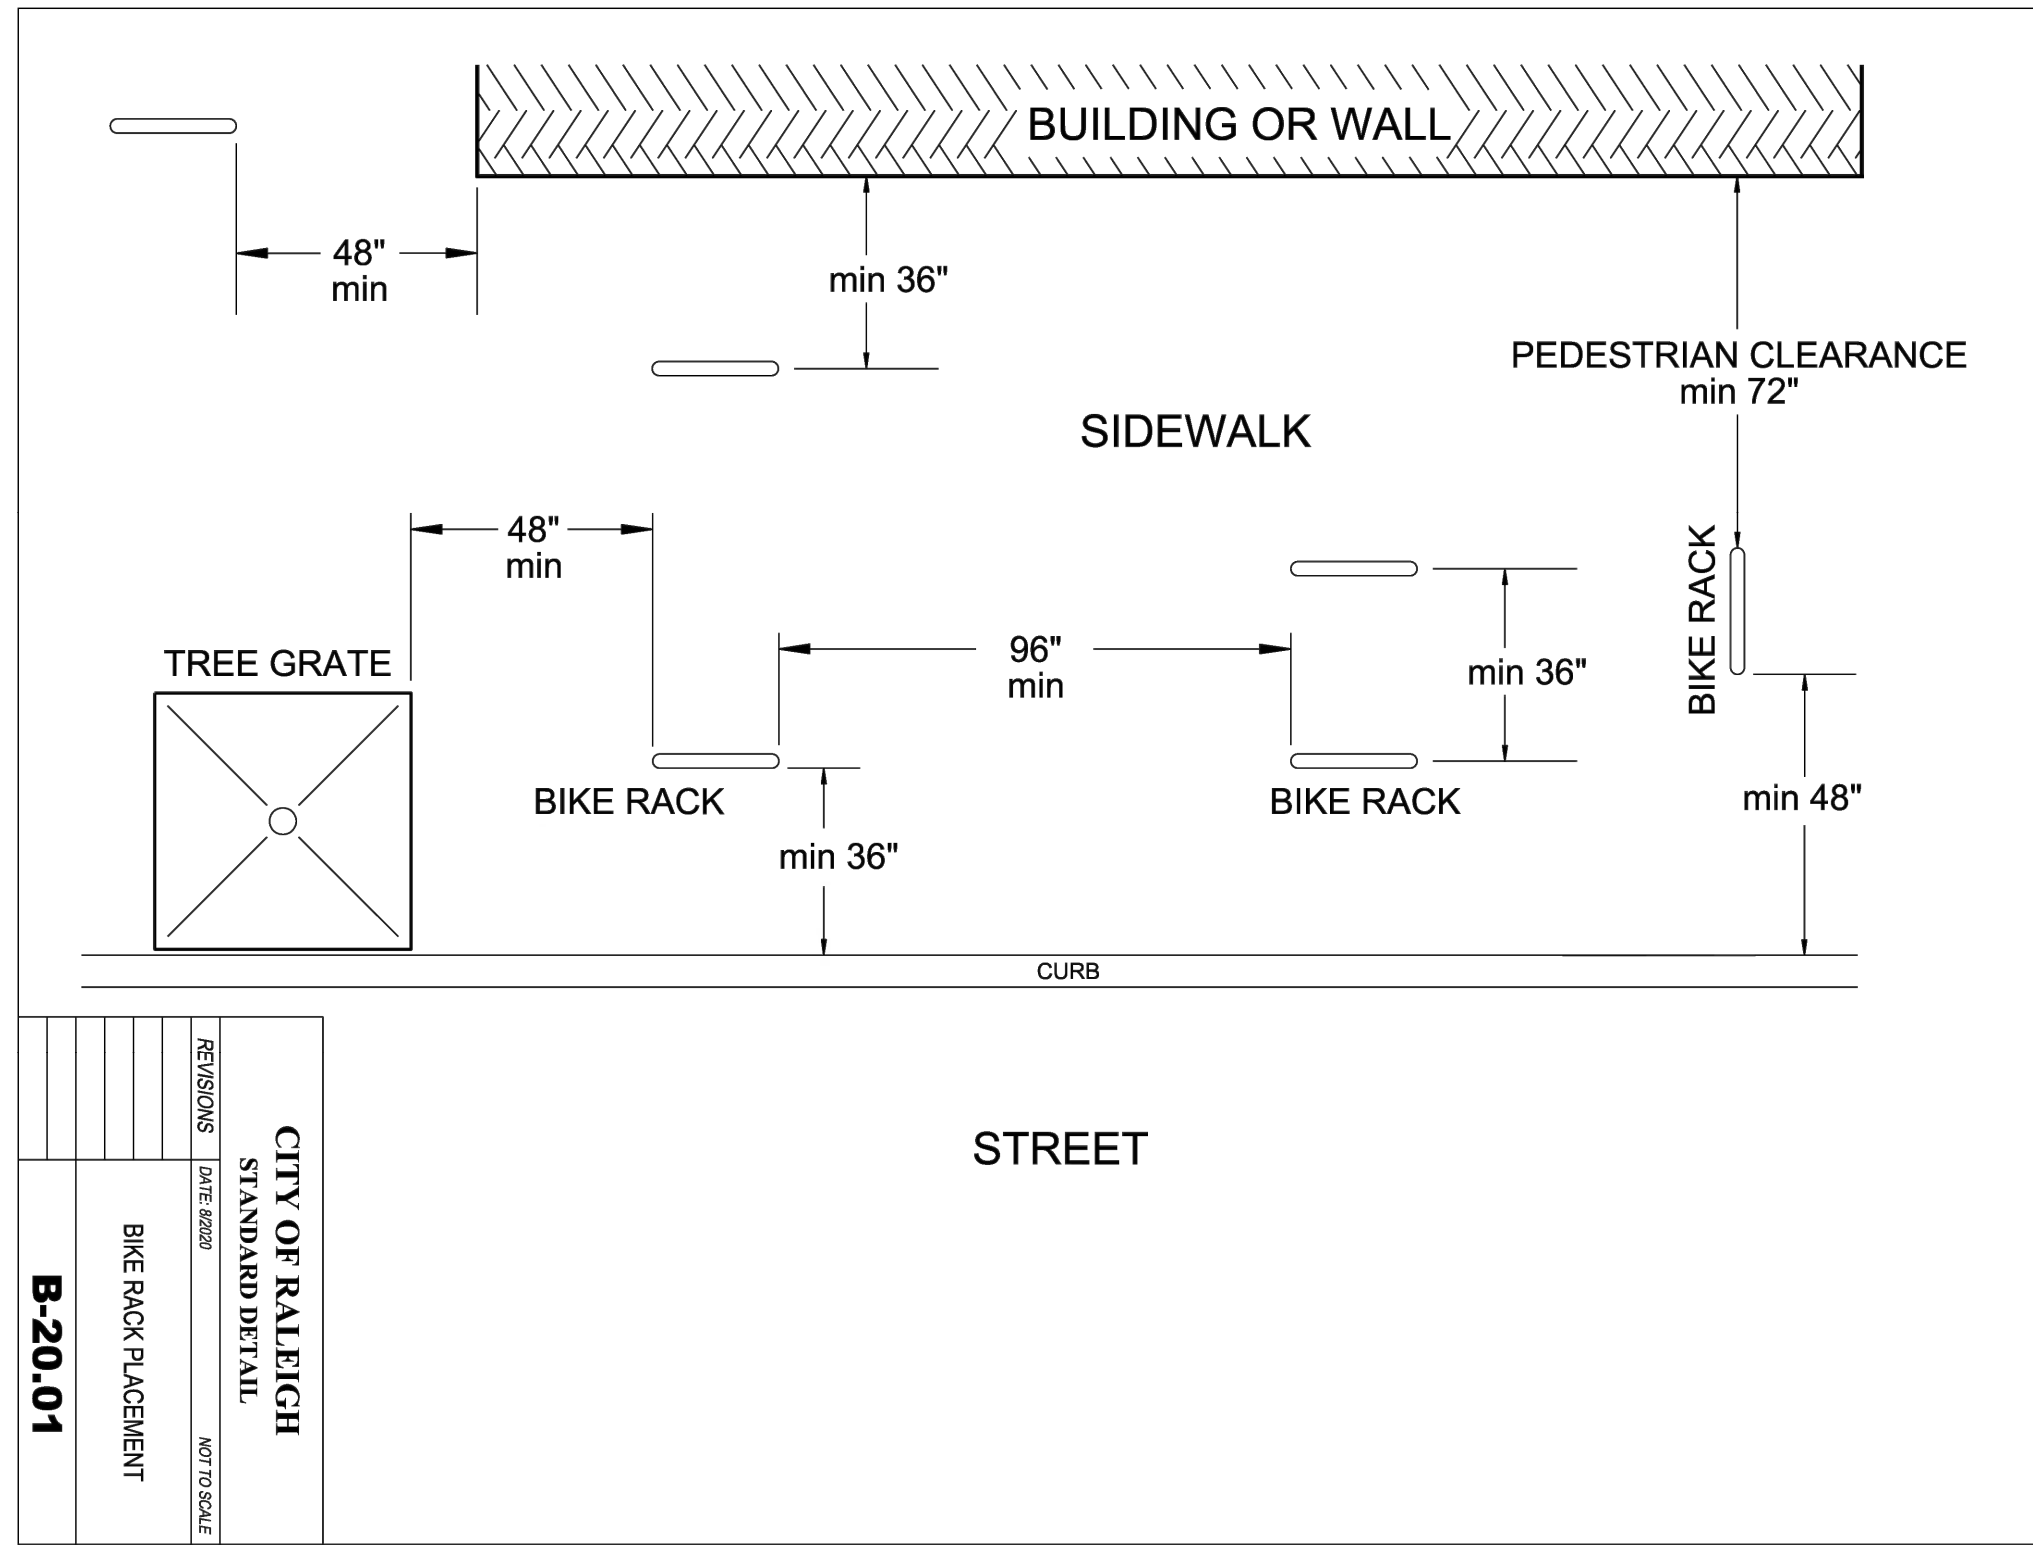 BUILDING OR WALL
48"
min
min 36"
PEDESTRIAN CLEARANCE
min 72"
SIDEWALK
48"
min
BIKE RACK
96"
min
min 36"
TREE GRATE
BIKE RACK
BIKE RACK
min 48"
min 36"
CURB
STREET
CITY OF RALEIGH
STANDARD DETAIL
REVISIONS
DATE: 8/2020
NOT TO SCALE
BIKE RACK PLACEMENT
B-20.01